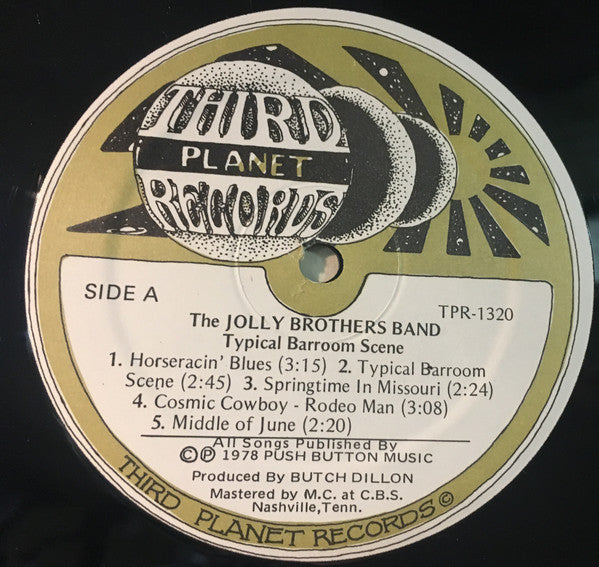 THIRD
PLANET
RECORDS
SIDE A
TPR-1320
The JOLLY BROTHERS BAND
Typical Barroom Scene
1. Horseracin' Blues (3:15) 2. Typical Barroom
Scene (2:45) 3. Springtime In Missouri (2:24)
4. Cosmic Cowboy - Rodeo Man (3:08)
5. Middle of June (2:20)
All Songs Published By
©℗ 1978 PUSH BUTTON MUSIC
Produced By BUTCH DILLON
Mastered by M.C. at C.B.S.
Nashville,Tenn.
THIRD PLANET RECORDS ©